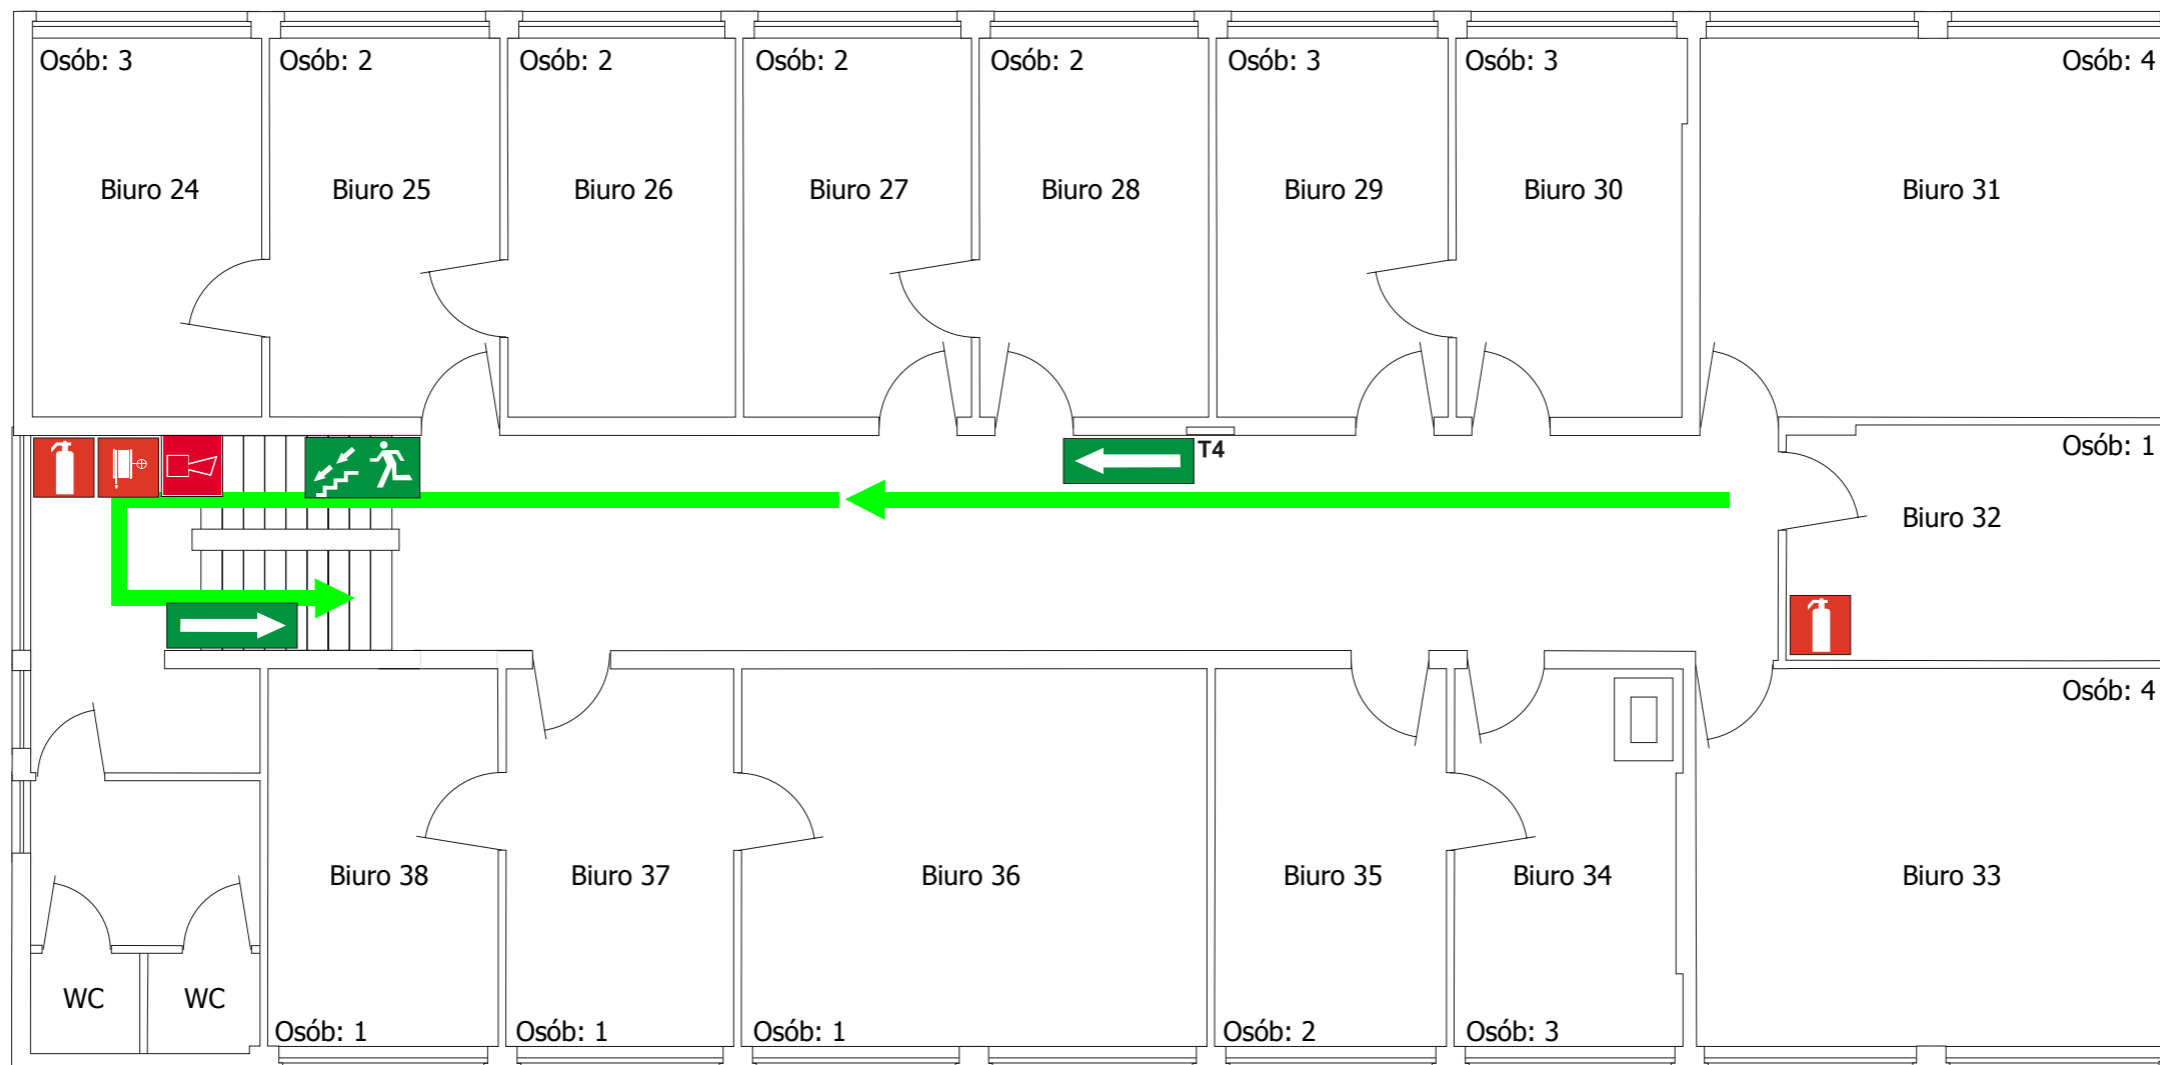 Osób: 3
Osób: 2
Osób: 2
Osób: 2
Osób: 2
Osób: 3
Osób: 3
Osób: 4
Biuro 24
Biuro 25
Biuro 26
Biuro 27
Biuro 28
Biuro 29
Biuro 30
Biuro 31
T4
Osób: 1
Biuro 32
Osób: 4
Biuro 38
Biuro 37
Biuro 36
Biuro 35
Biuro 34
Biuro 33
WC
WC
Osób: 1
Osób: 1
Osób: 1
Osób: 2
Osób: 3